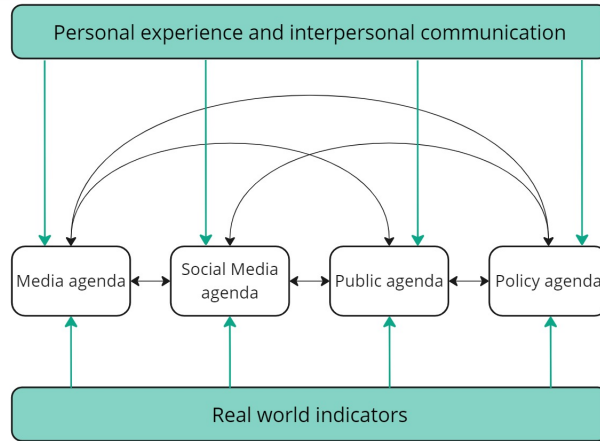 Personal experience and interpersonal communication
Media agenda
Social Media
agenda
Public agenda
Policy agenda
Real world indicators